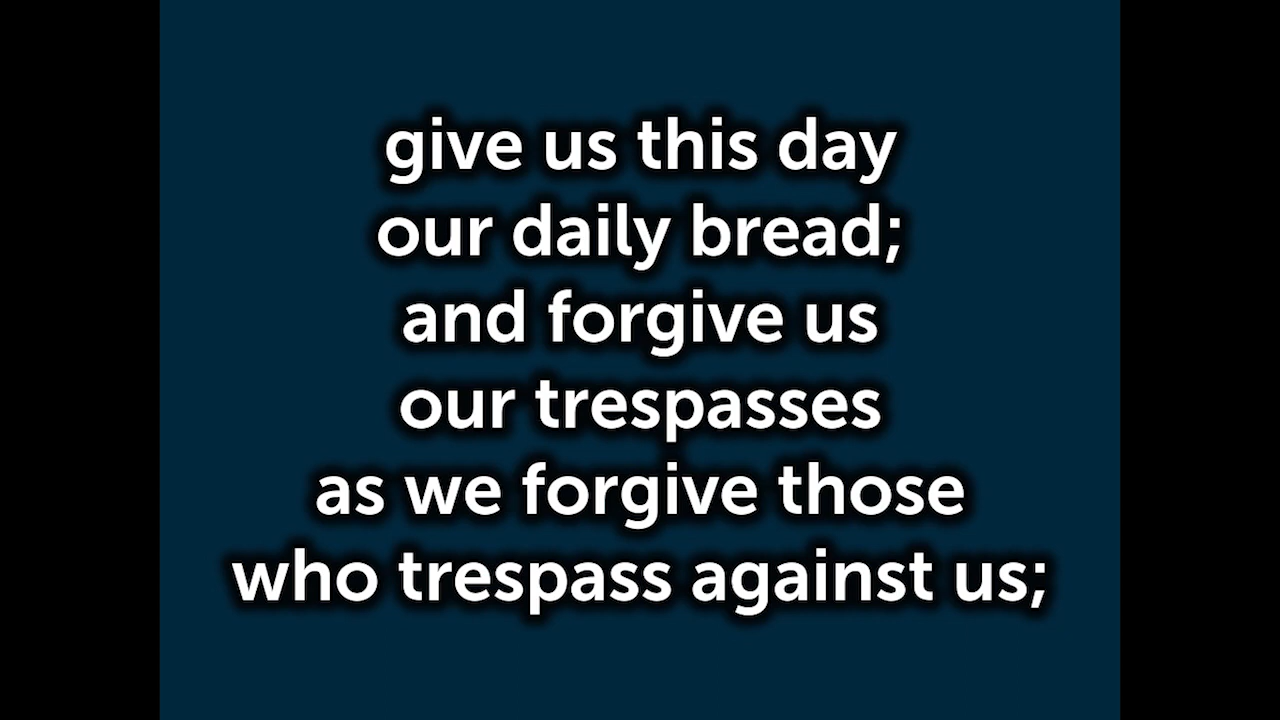 give us this day
our daily bread;
and forgive us
our trespasses
as we forgive those
who trespass against us;